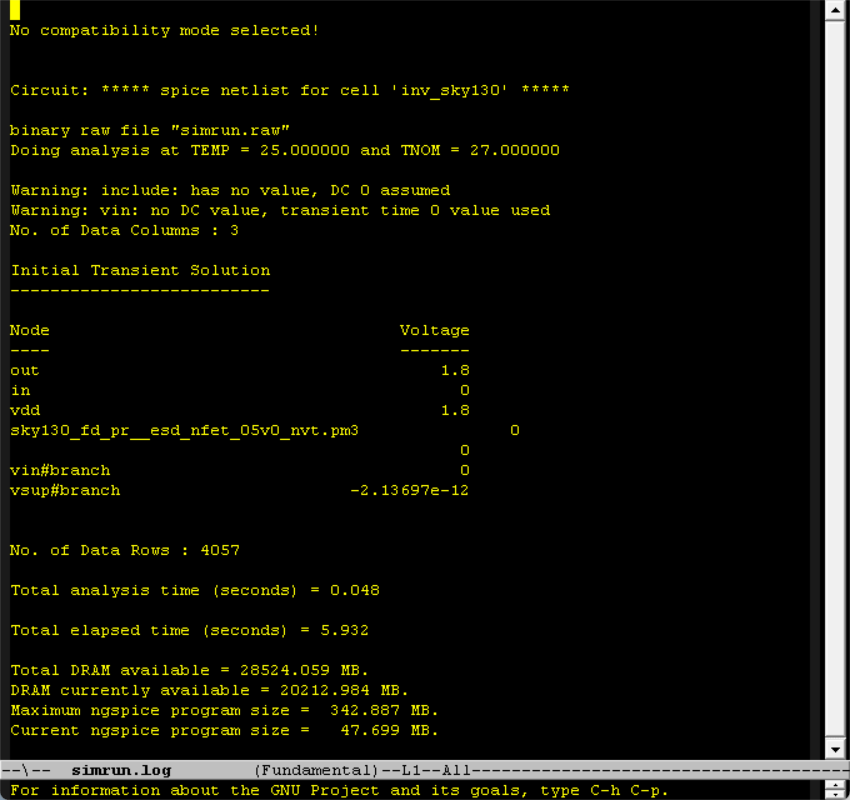 No compatibility mode selected!
Circuit: ***** spice netlist for cell 'inv_sky130' *****
binary raw file "simrun.raw"
Doing analysis at TEMP = 25.000000 and TNOM = 27.000000
Warning: include: has no value, DC 0 assumed
Warning: vin: no DC value, transient time 0 value used
No. of Data Columns : 3
Initial Transient Solution
--------------------------
Node Voltage
---- -------
out 1.8
in 0
vdd 1.8
sky130_fd_pr__esd_nfet_05v0_nvt.pm3 0
0
vin#branch 0
vsup#branch -2.13697e-12
No. of Data Rows : 4057
Total analysis time (seconds) = 0.048
Total elapsed time (seconds) = 5.932
Total DRAM available = 28524.059 MB.
DRAM currently available = 20212.984 MB.
Maximum ngspice program size =  342.887 MB.
Current ngspice program size =   47.699 MB.
--\--  simrun.log        (Fundamental)--L1--All-----------------------------------
For information about the GNU Project and its goals, type C-h C-p.